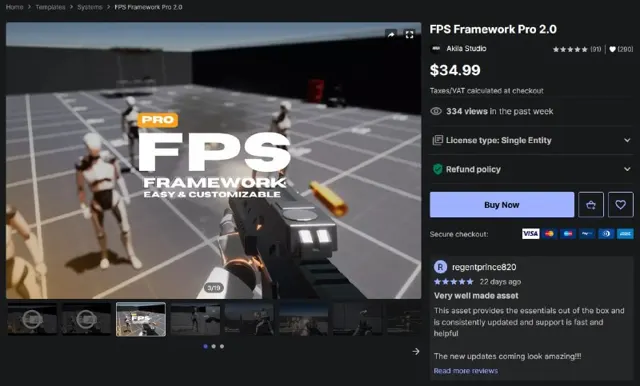 Home > Templates > Systems > FPS Framework Pro 2.0
PRO
FPS
FRAMEWORK
EASY & CUSTOMIZABLE
3/19
FPS
FPS Framework Pro 2.0
Akila Studio
(91) | (290)
$34.99
Taxes/VAT calculated at checkout
334 views in the past week
License type: Single Entity
Refund policy
Buy Now
Secure checkout:
VISA
R regentprince820
22 days ago
Very well made asset
This asset provides the essentials out of the box and
is consistently updated and support is fast and
helpful
The new updates coming look amazing!!!
Read more reviews